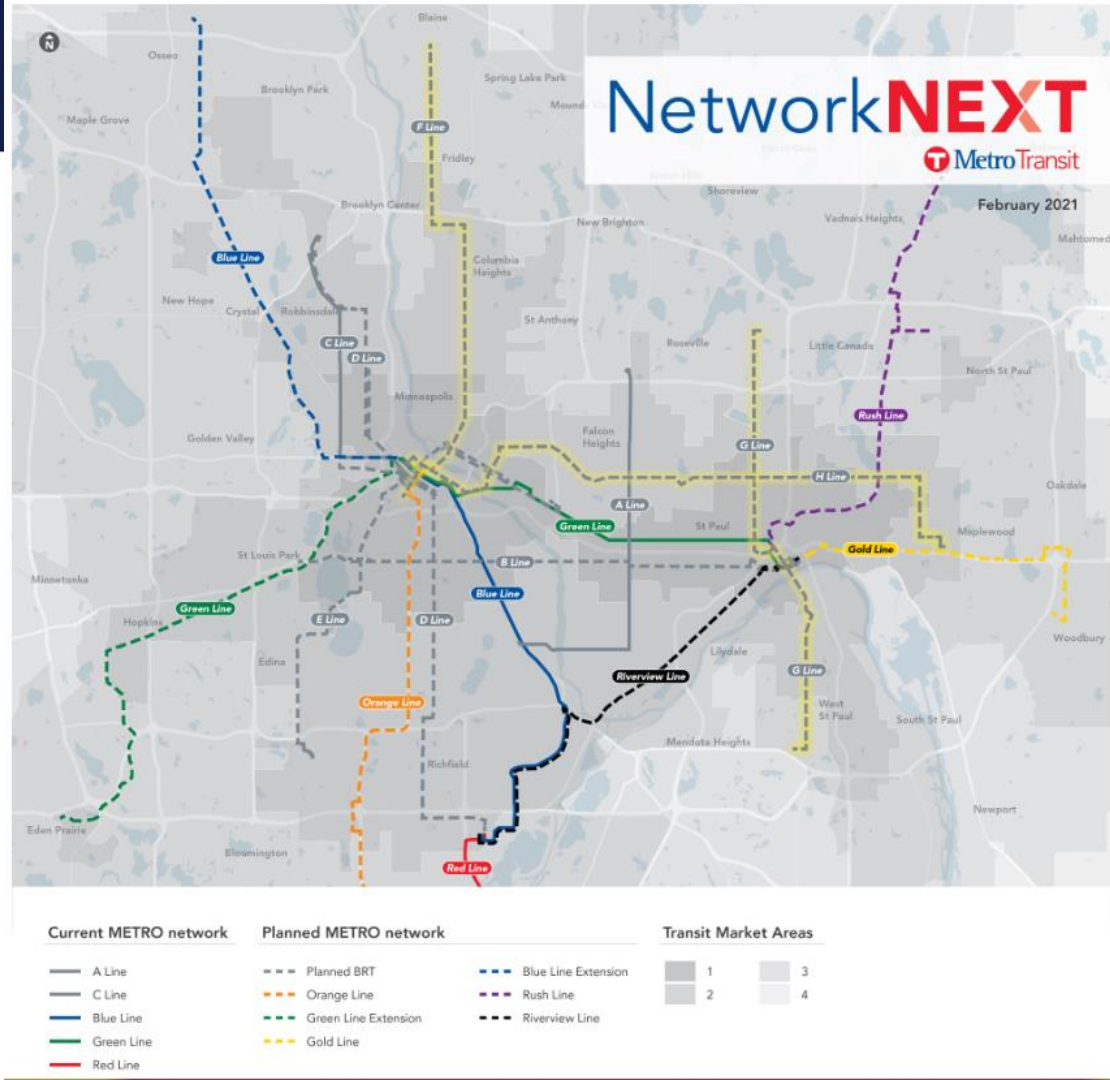 N
Blaine
Osseo
Spring Lake Park
Brooklyn Park
NetworkNEXT
T MetroTransit
February 2021
Maple Grove
F Line
Fridley
Shoreview
Brooklyn Center
New Brighton
Vadnais Heights
Mahtomed
Blue Line
Columbia
Heights
New Hope
Crystal
Robbinsdale
St Anthony
C Line
D Line
Roseville
Little Canada
North St Paul
Minneapolis
Rush Line
Golden Valley
Falcon
Heights
G Line
H Line
Oakdale
A Line
Green Line
St Paul
Maplewood
Gold Line
St Louis Park
B Line
Minnetonka
Blue Line
Green Line
Hopkins
E Line
D Line
Woodbury
Edina
Lilydale
Riverview Line
G Line
Orange Line
West
St Paul
South St Paul
Mendota Heights
Richfield
Newport
Eden Prairie
Bloomington
Red Line
Current METRO network
A Line
C Line
Blue Line
Green Line
Red Line
Planned METRO network
Planned BRT
Orange Line
Green Line Extension
Gold Line
Blue Line Extension
Rush Line
Riverview Line
Transit Market Areas
1
2
3
4